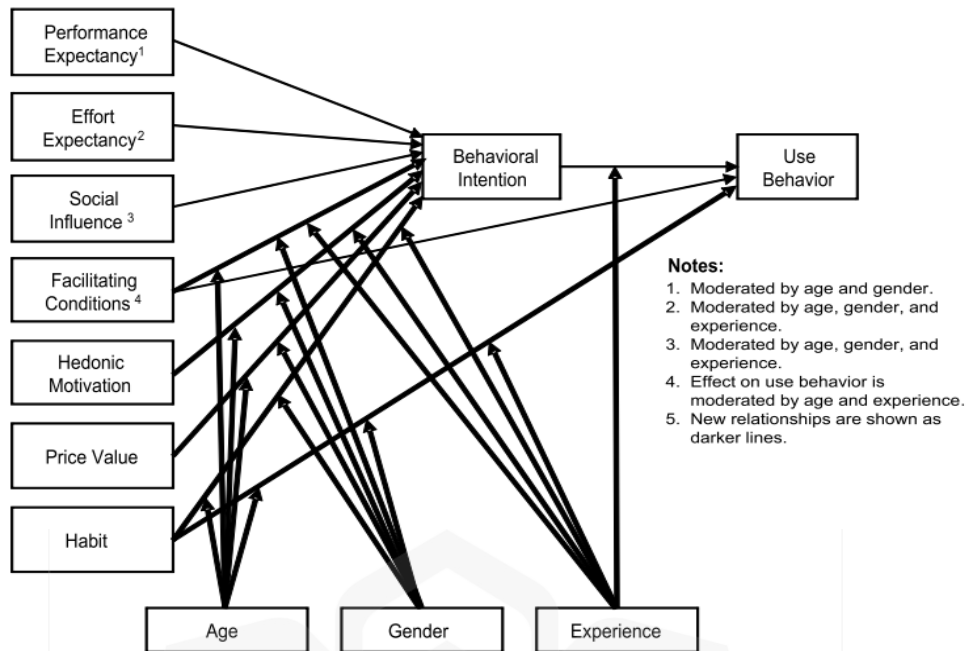 Performance
Expectancy1
Effort
Expectancy2
Social
Influence 3
Facilitating
Conditions 4
Hedonic
Motivation
Price Value
Habit
Behavioral
Intention
Use
Behavior
Notes:
1. Moderated by age and gender.
2. Moderated by age, gender, and
experience.
3. Moderated by age, gender, and
experience.
4. Effect on use behavior is
moderated by age and experience.
5. New relationships are shown as
darker lines.
Age
Gender
Experience